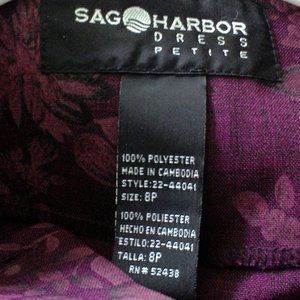 SAG HARBOR
DRESS
PETITE
100% POLYESTER
MADE IN CAMBODIA
STYLE:22-44041
SIZE: 8P
100% POLIESTER
HECHO EN CAMBODIA
ESTILO:22-44041
TALLA: 8P
RN# 52438